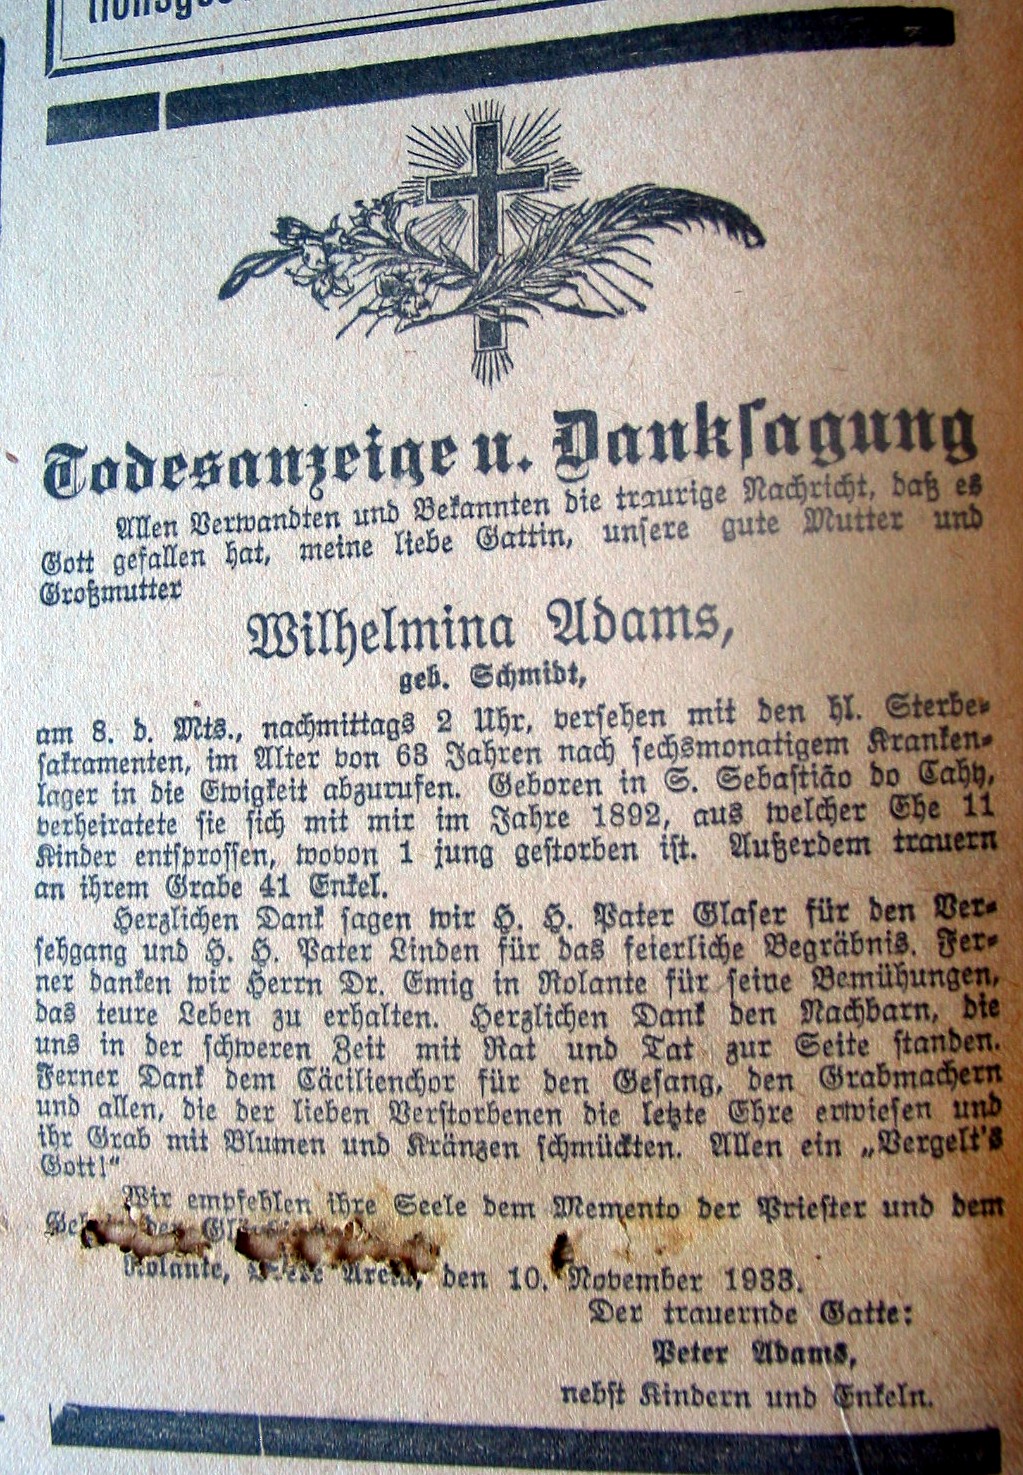 Todesanzeige u. Danksagung
Allen Verwandten und Bekannten die traurige Nachricht, daß es
Gott gefallen hat, meine liebe Gattin, unsere gute Mutter und
Großmutter
Wilhelmina Adams,
geb. Schmidt,
am 8. d. Mts., nachmittags 2 Uhr, versehen mit den hl. Sterbe-
sakramenten, im Alter von 63 Jahren nach sechsmonatigem Kranken-
lager in die Ewigkeit abzurufen. Geboren in S. Sebastião do Cahy,
verheiratete sie sich mit mir im Jahre 1892, aus welcher Ehe 11
Kinder entsprossen, wovon 1 jung gestorben ist. Außerdem trauern
an ihrem Grabe 41 Enkel.
Herzlichen Dank sagen wir H. H. Pater Glaser für den Ver-
sehgang und H. H. Pater Linden für das feierliche Begräbnis. Fer-
ner danken wir Herrn Dr. Emig in Rolante für seine Bemühungen,
das teure Leben zu erhalten. Herzlichen Dank den Nachbarn, die
uns in der schweren Zeit mit Rat und Tat zur Seite standen.
Ferner Dank dem Cäcilienchor für den Gesang, den Grabmachern
und allen, die der lieben Verstorbenen die letzte Ehre erwiesen und
ihr Grab mit Blumen und Kränzen schmückten. Allen ein „Vergelt's
Gott!“
Wir empfehlen ihre Seele dem Memento der Priester und dem
der
Rolante, den 10. November 1933.
Der trauernde Gatte:
Peter Adams,
nebst Kindern und Enkeln.